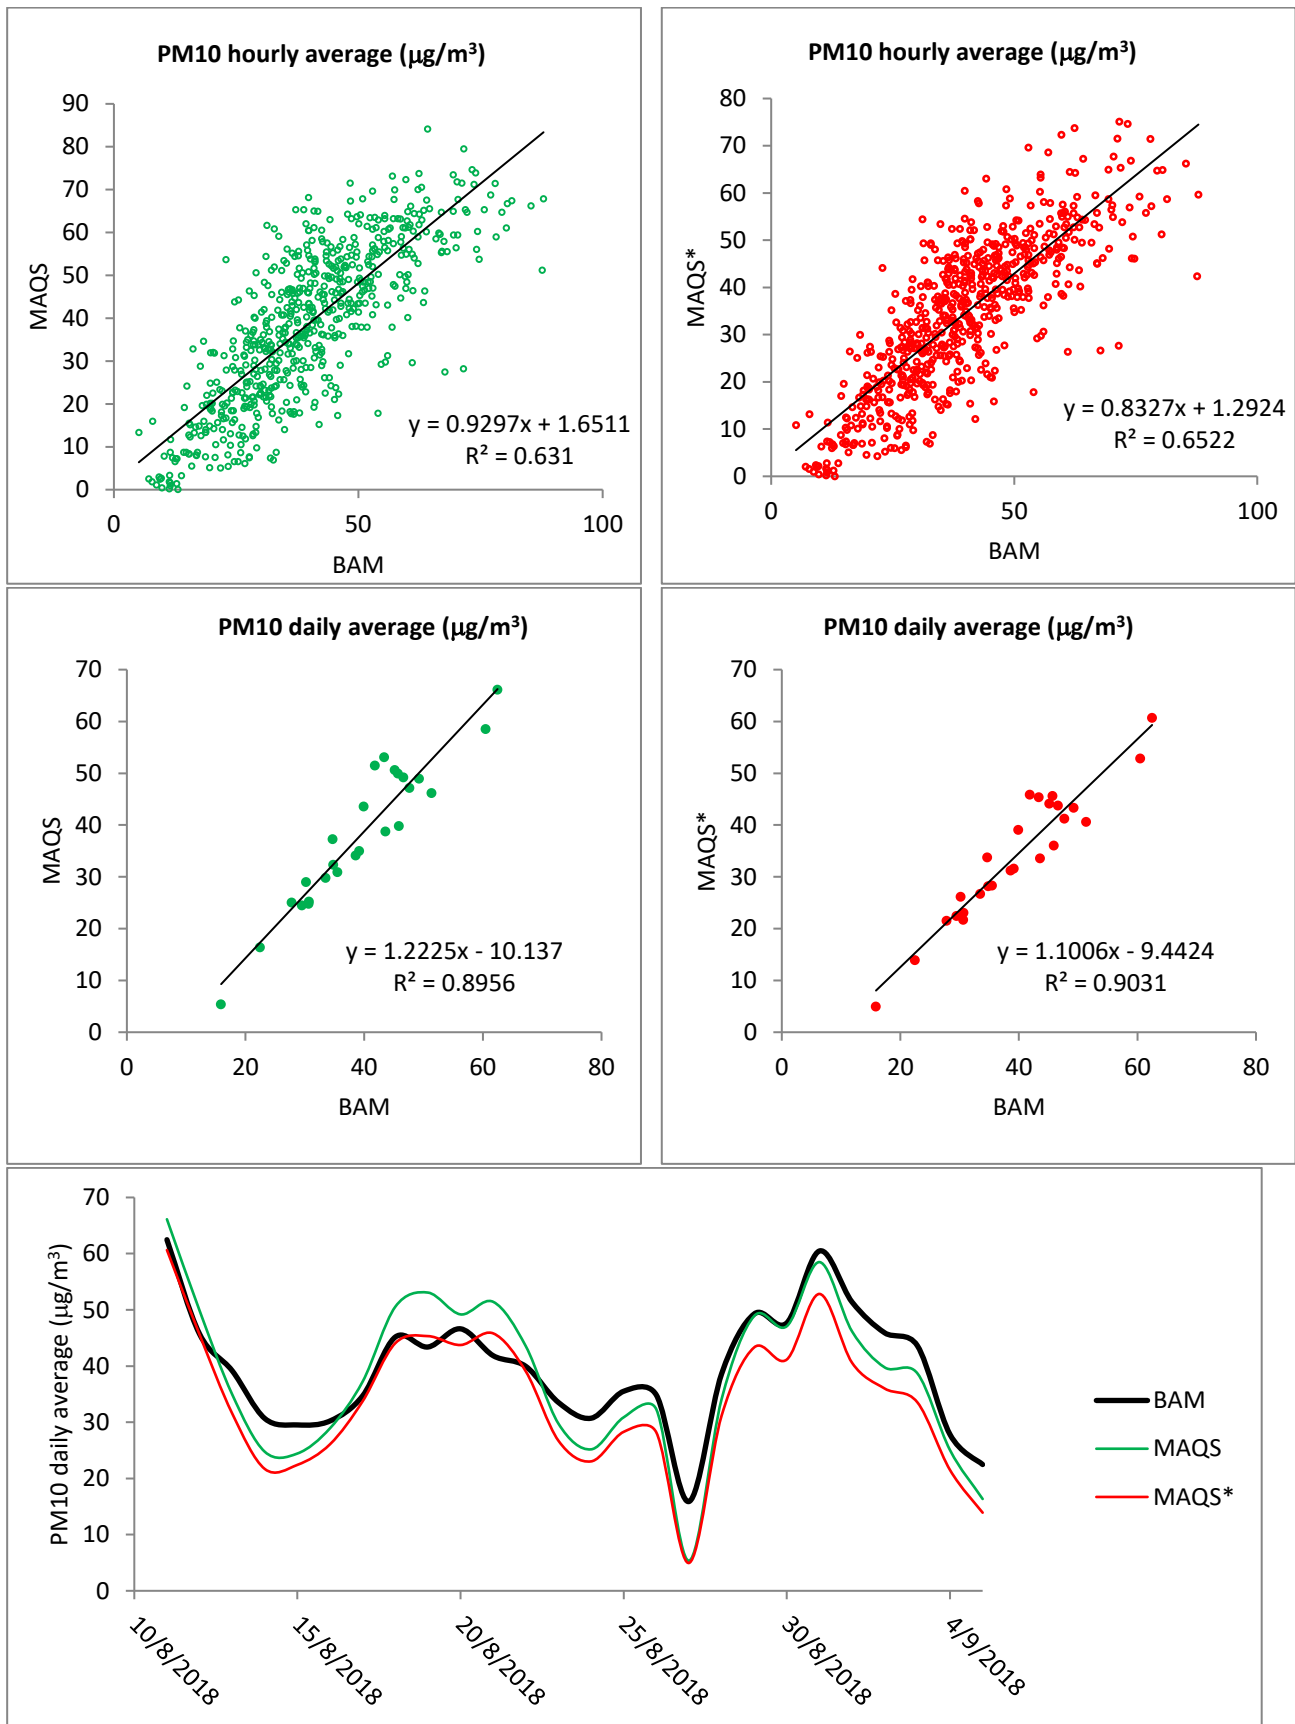 PM10 hourly average (μg/m³)
90
80
70
60
50
40
30
20
10
0
MAQS
y = 0.9297x + 1.6511
R² = 0.631
0 50 100
BAM
PM10 hourly average (μg/m³)
80
70
60
50
40
30
20
10
0
MAQS*
y = 0.8327x + 1.2924
R² = 0.6522
0 50 100
BAM
PM10 daily average (μg/m³)
70
60
50
40
30
20
10
0
MAQS
y = 1.2225x - 10.137
R² = 0.8956
0 20 40 60 80
BAM
PM10 daily average (μg/m³)
70
60
50
40
30
20
10
0
MAQS*
y = 1.1006x - 9.4424
R² = 0.9031
0 20 40 60 80
BAM
70
60
50
40
30
20
10
0
PM10 daily average (μg/m³)
BAM
MAQS
MAQS*
10/8/2018
15/8/2018
20/8/2018
25/8/2018
30/8/2018
4/9/2018